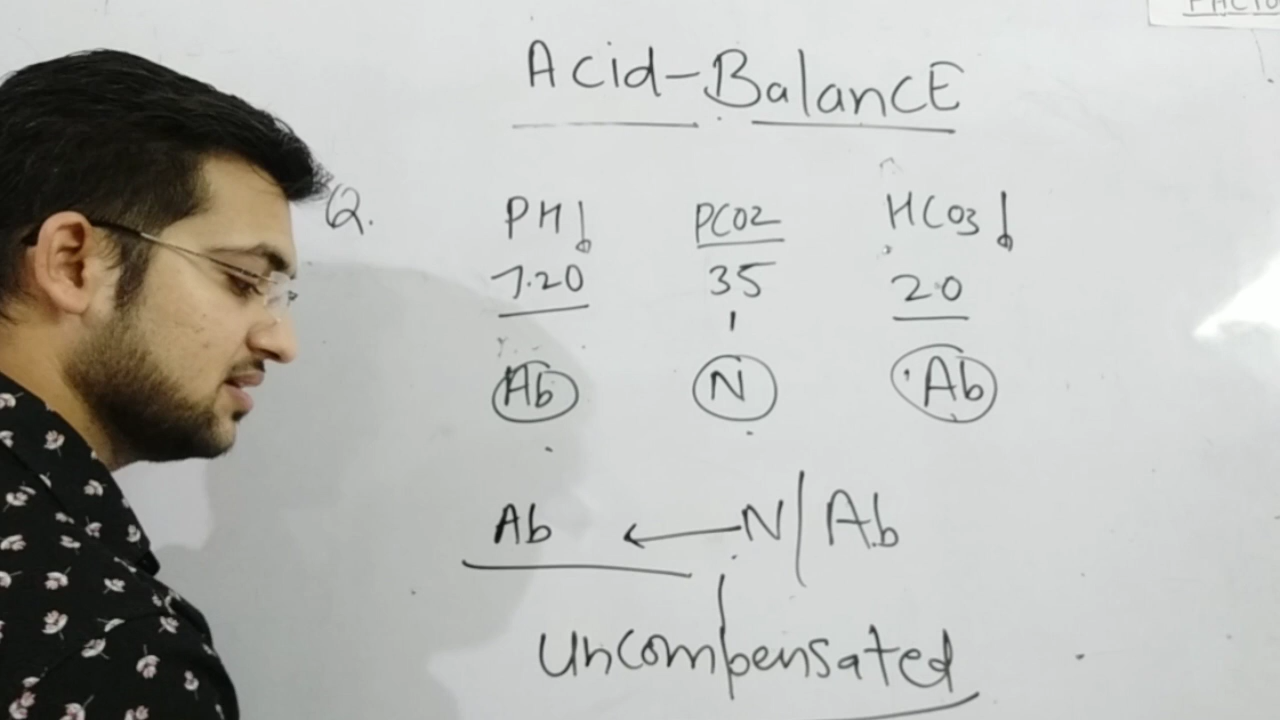 Acid-BalancE
Q. PH↓ PCO2 HCO3↓
7.20 35 20
Ab N Ab
Ab ← N/Ab
Uncompensated